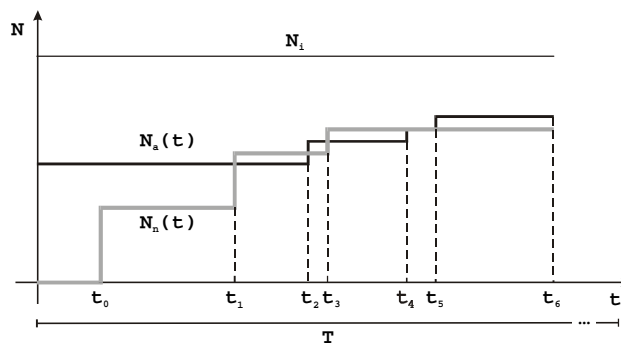 N
Nᵢ
Nₐ(t)
Nₙ(t)
t₀ t₁ t₂ t₃ t₄ t₅ t₆ t
...
T